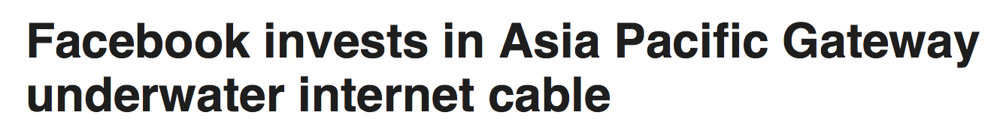 Facebook invests in Asia Pacific Gateway
underwater internet cable